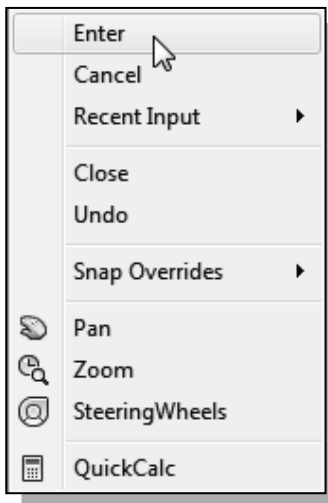 Enter
Cancel
Recent Input
Close
Undo
Snap Overrides
Pan
Zoom
SteeringWheels
QuickCalc